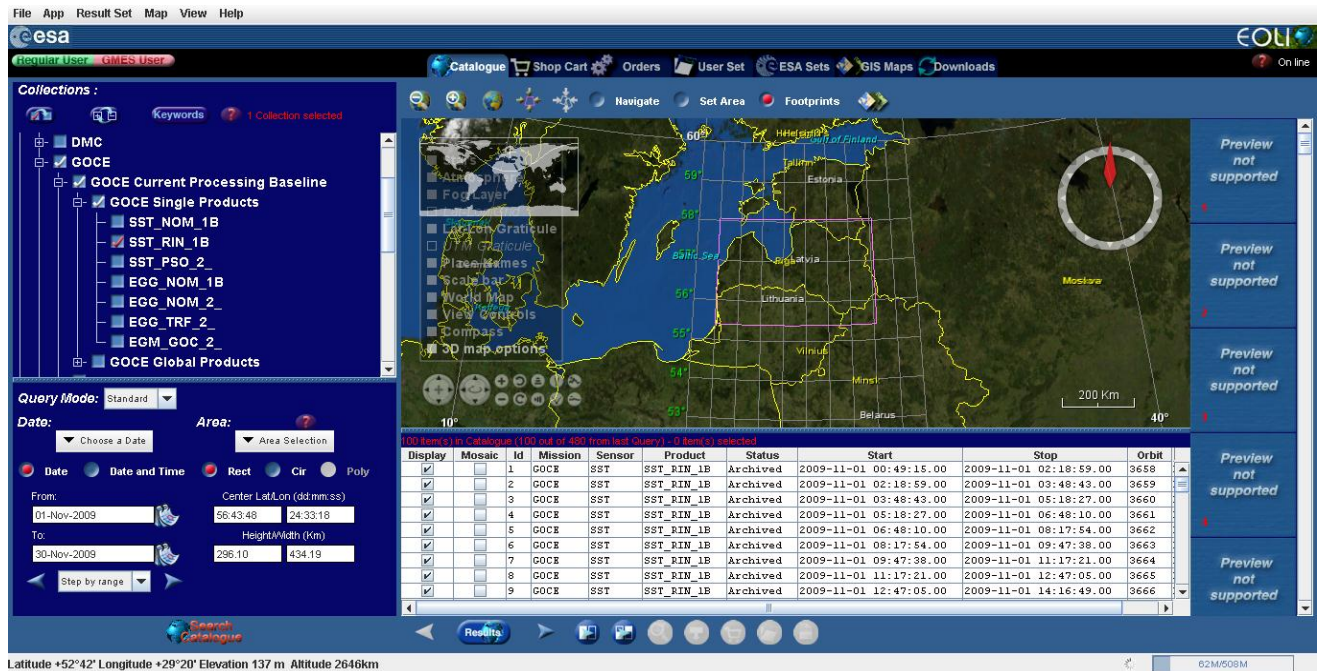 File App Result Set Map View Help
esa
EOLI
Regular User GMES User
Catalogue Shop Cart Orders User Set ESA Sets GIS Maps Downloads
? On line
Collections :
Keywords ? 1 Collection selected
DMC
GOCE
GOCE Current Processing Baseline
GOCE Single Products
SST_NOM_1B
SST_RIN_1B
SST_PSO_2_
EGG_NOM_1B
EGG_NOM_2_
EGG_TRF_2_
EGM_GOC_2_
GOCE Global Products
Query Mode: Standard
Date: Area: ?
Choose a Date Area Selection
Date Date and Time Rect Cir Poly
From: Center Lat/Lon (dd:mm:ss)
01-Nov-2009 56:43:48 24:33:18
To: Height/Width (Km)
30-Nov-2009 296.10 434.19
Step by range
Search Catalogue
Navigate Set Area Footprints
Fog Layer
Lat-Lon Graticule
UTM Graticule
Place Names
Scale bar
World Map
View Controls
Compass
3D map options
60°
59°
58°
56°
55°
54°
53°
10°
40°
Gulf of Finland
Estonia
Baltic Sea
Latvia
Lithuania
Vilnius
Minsk
Belarus
Moskva
200 Km
Preview not supported
Preview not supported
Preview not supported
Preview not supported
Preview not supported
100 item(s) in Catalogue (100 out of 480 from last Query) - 0 item(s) selected
Display Mosaic Id Mission Sensor Product Status Start Stop Orbit
1 GOCE SST SST_RIN_1B Archived 2009-11-01 00:49:15.00 2009-11-01 02:18:59.00 3658
2 GOCE SST SST_RIN_1B Archived 2009-11-01 02:18:59.00 2009-11-01 03:48:43.00 3659
3 GOCE SST SST_RIN_1B Archived 2009-11-01 03:48:43.00 2009-11-01 05:18:27.00 3660
4 GOCE SST SST_RIN_1B Archived 2009-11-01 05:18:27.00 2009-11-01 06:48:10.00 3661
5 GOCE SST SST_RIN_1B Archived 2009-11-01 06:48:10.00 2009-11-01 08:17:54.00 3662
6 GOCE SST SST_RIN_1B Archived 2009-11-01 08:17:54.00 2009-11-01 09:47:38.00 3663
7 GOCE SST SST_RIN_1B Archived 2009-11-01 09:47:38.00 2009-11-01 11:17:21.00 3664
8 GOCE SST SST_RIN_1B Archived 2009-11-01 11:17:21.00 2009-11-01 12:47:05.00 3665
9 GOCE SST SST_RIN_1B Archived 2009-11-01 12:47:05.00 2009-11-01 14:16:49.00 3666
Results
Latitude +52°42' Longitude +29°20' Elevation 137 m Altitude 2646km
62M/508M